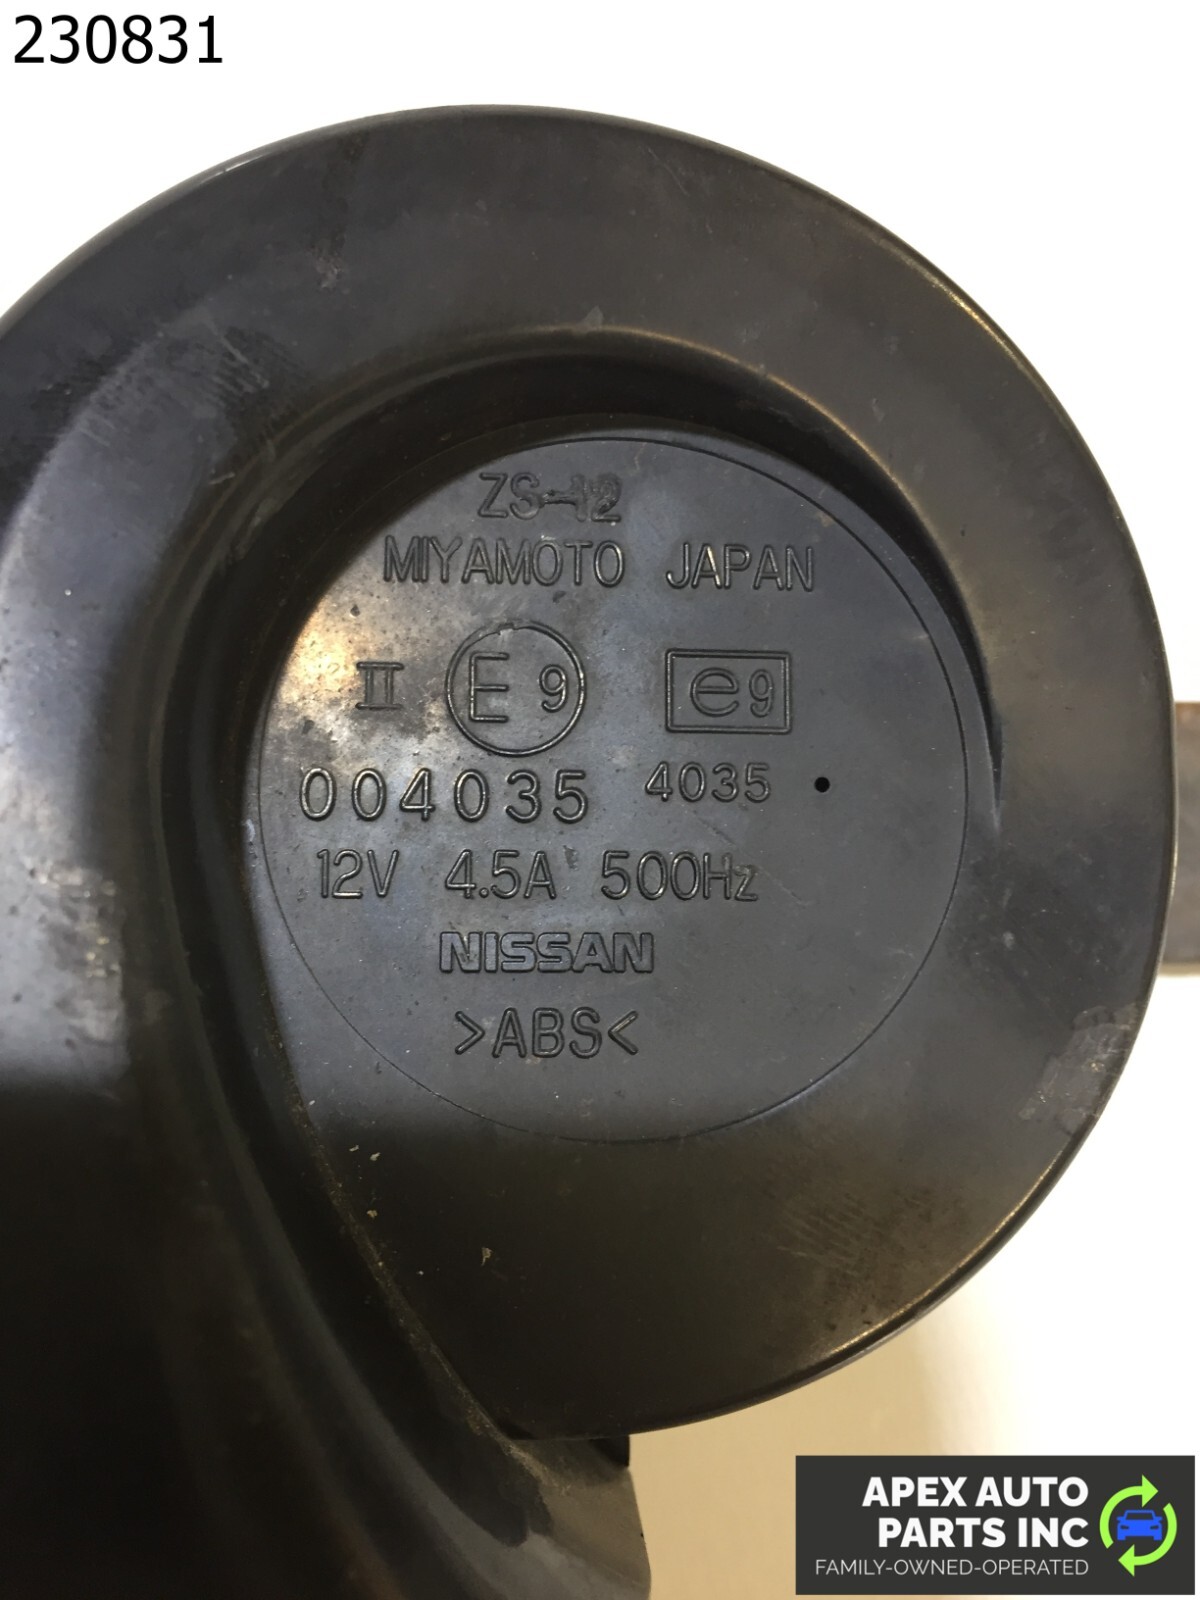 230831
ZS-12
MIYAMOTO JAPAN
II E 9 e9
004035 4035
12V 4.5A 500Hz
NISSAN
>ABS<
APEX AUTO
PARTS INC
FAMILY-OWNED-OPERATED